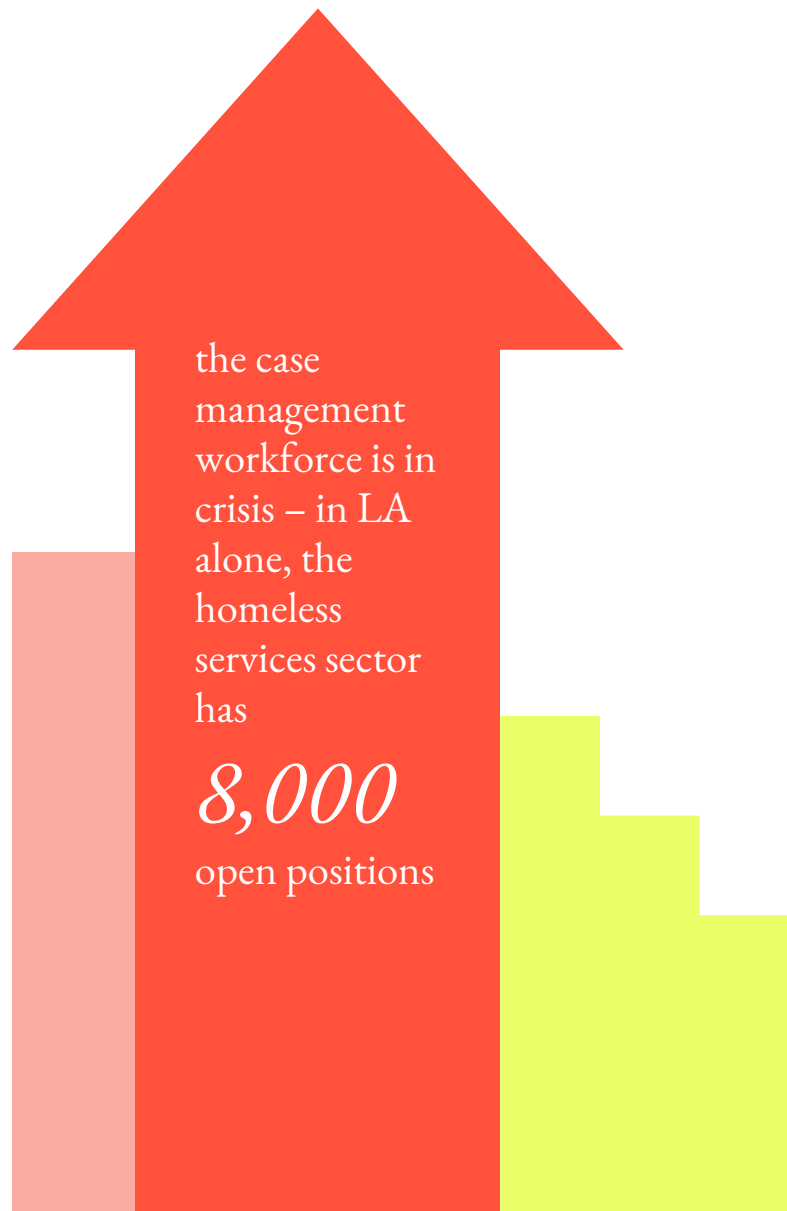 the case
management
workforce is in
crisis – in LA
alone, the
homeless
services sector
has
8,000
open positions